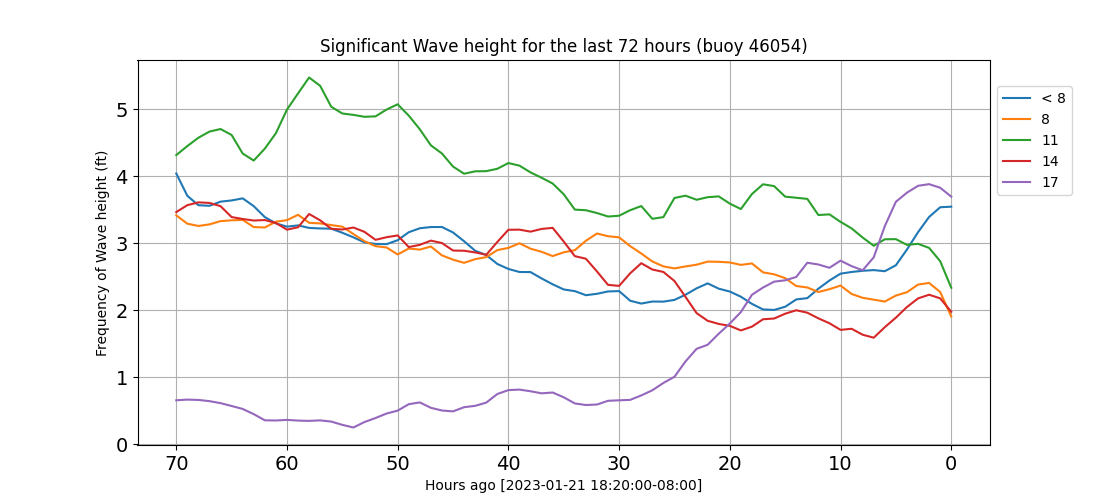 Significant Wave height for the last 72 hours (buoy 46054)
Frequency of Wave height (ft)
5
4
3
2
1
0
70 60 50 40 30 20 10 0
Hours ago [2023-01-21 18:20:00-08:00]
< 8
8
11
14
17